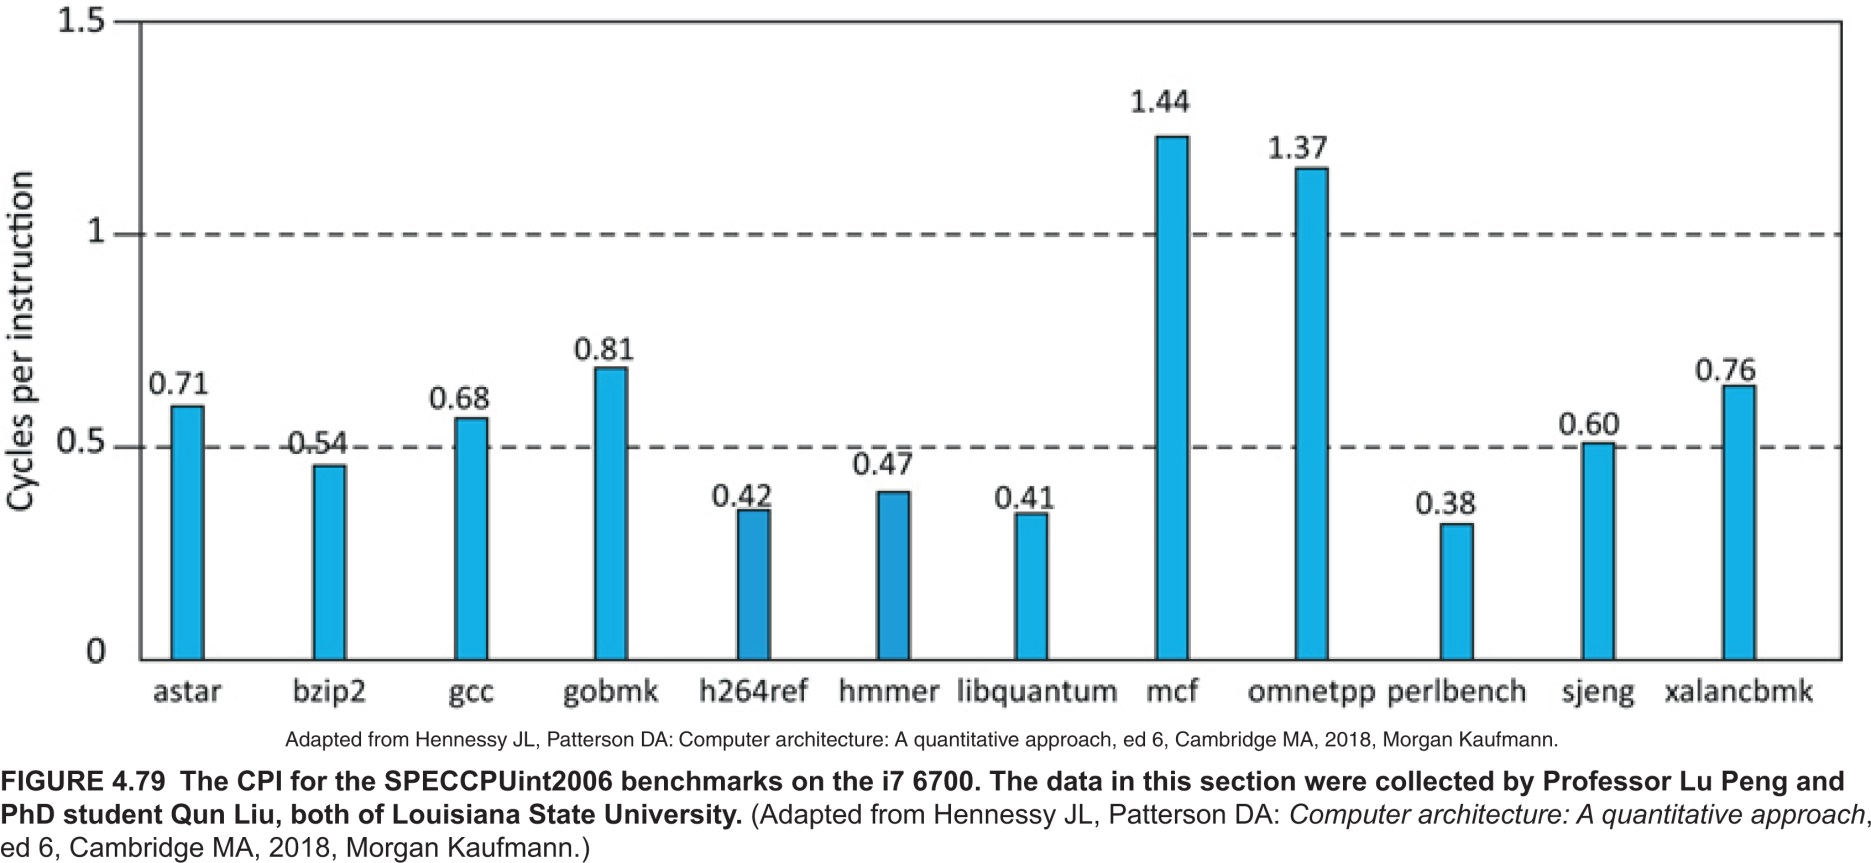 1.5
1
0.5
0
Cycles per instruction
0.71
0.54
0.68
0.81
0.42
0.47
0.41
1.44
1.37
0.38
0.60
0.76
astar bzip2 gcc gobmk h264ref hmmer libquantum mcf omnetpp perlbench sjeng xalancbmk
Adapted from Hennessy JL, Patterson DA: Computer architecture: A quantitative approach, ed 6, Cambridge MA, 2018, Morgan Kaufmann.
FIGURE 4.79 The CPI for the SPECCPUint2006 benchmarks on the i7 6700. The data in this section were collected by Professor Lu Peng and
PhD student Qun Liu, both of Louisiana State University. (Adapted from Hennessy JL, Patterson DA: Computer architecture: A quantitative approach,
ed 6, Cambridge MA, 2018, Morgan Kaufmann.)